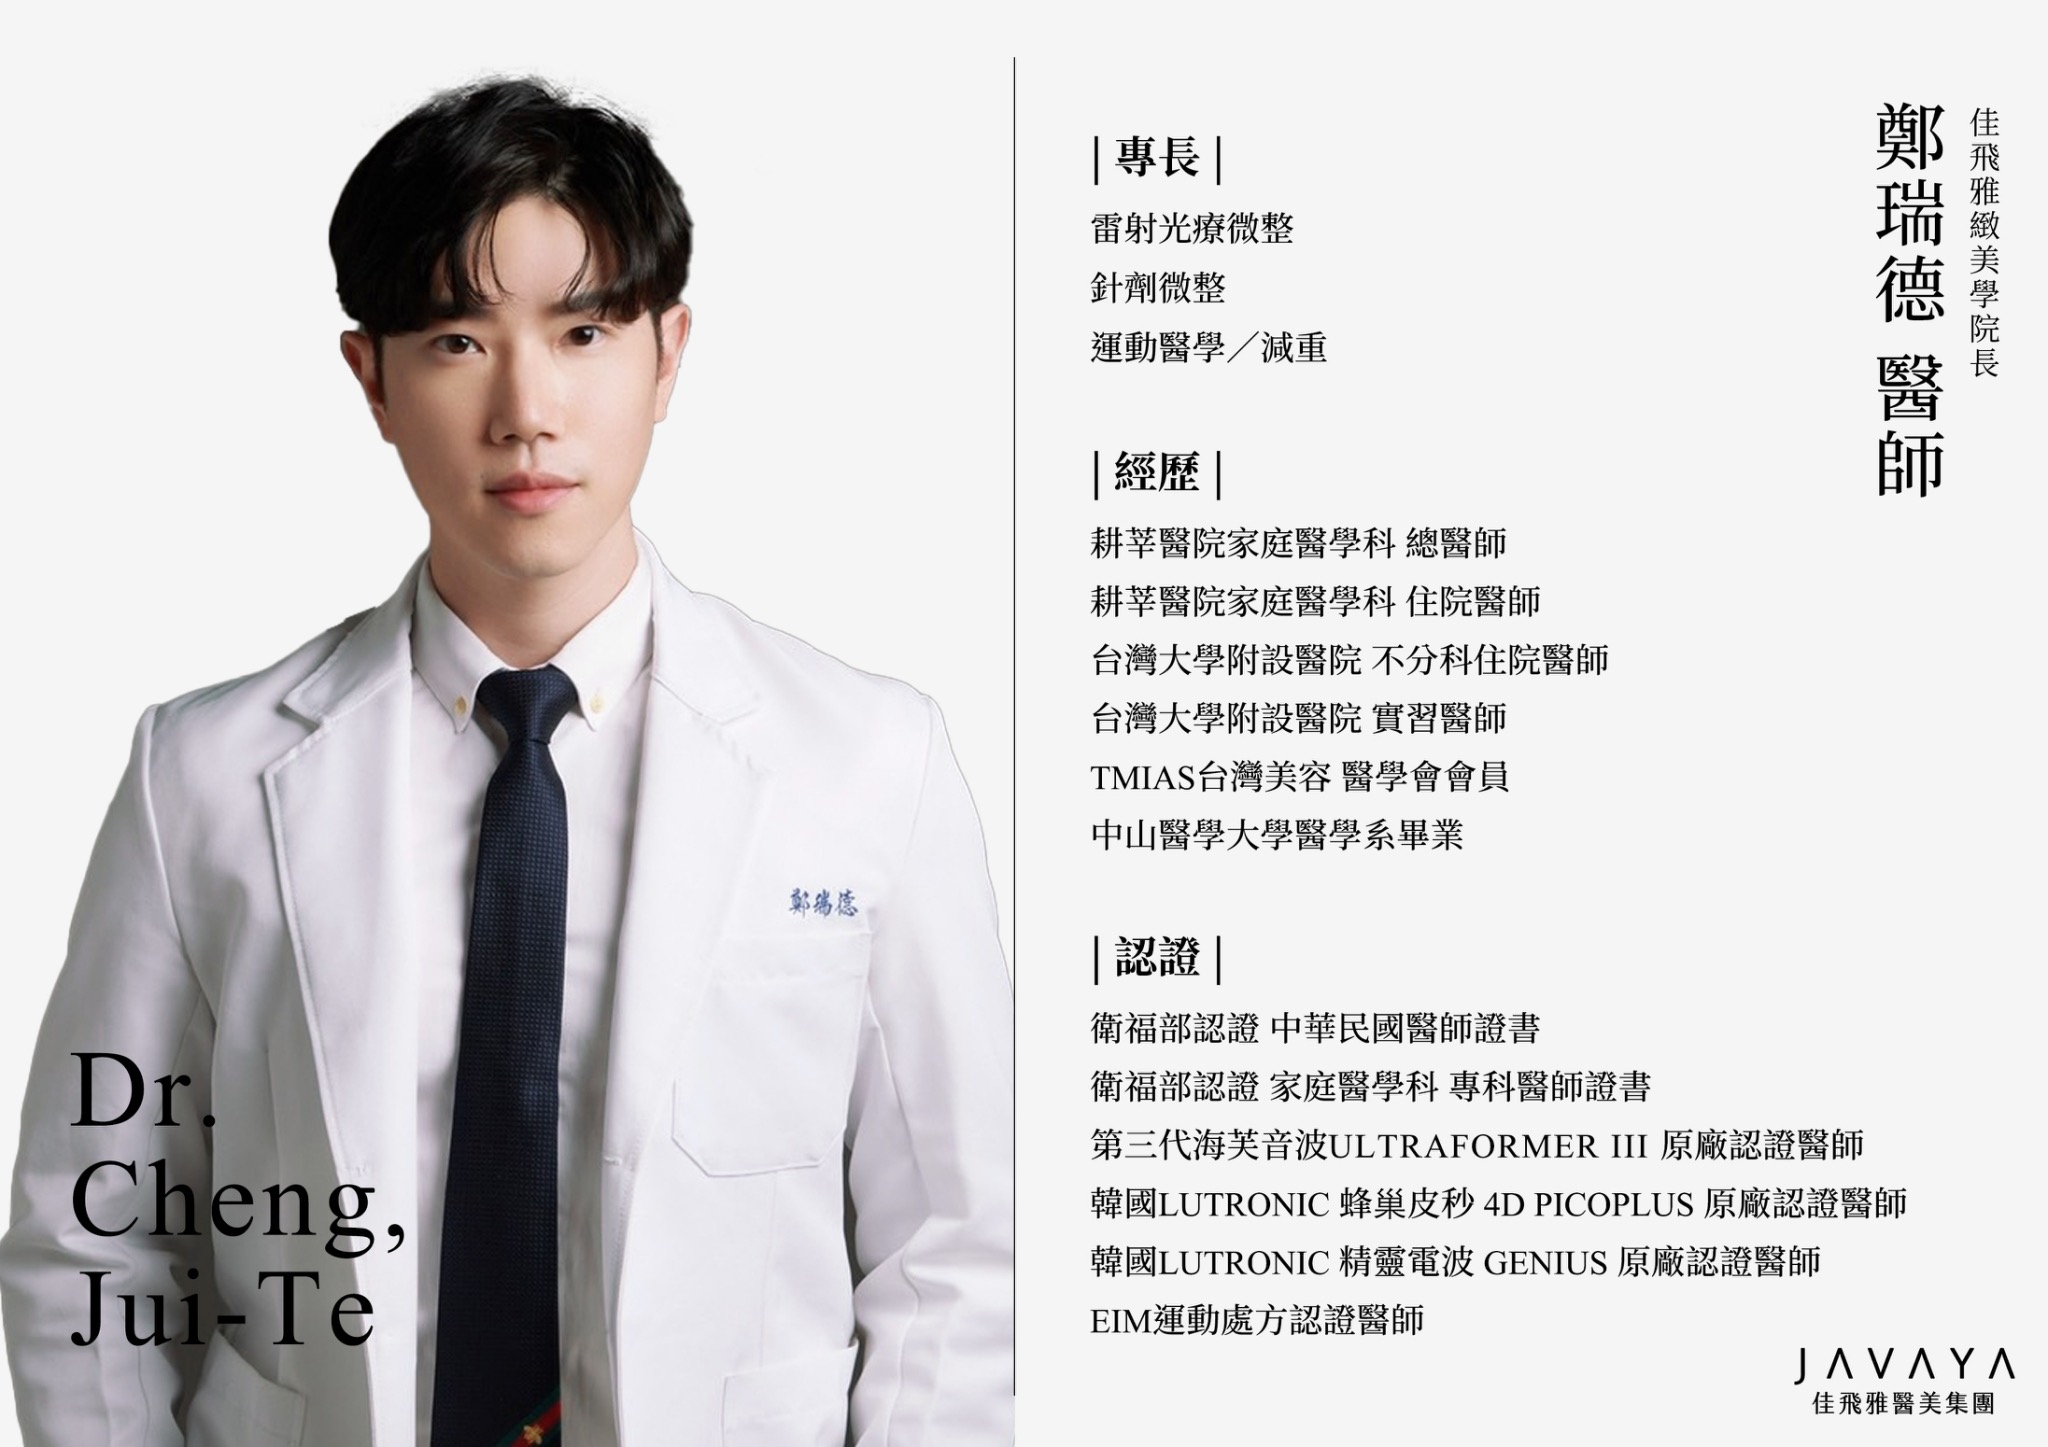 佳飛雅緻美學院長
鄭瑞德 醫師
| 專長 |
雷射光療微整
針劑微整
運動醫學／減重
| 經歷 |
耕莘醫院家庭醫學科 總醫師
耕莘醫院家庭醫學科 住院醫師
台灣大學附設醫院 不分科住院醫師
台灣大學附設醫院 實習醫師
TMIAS台灣美容 醫學會會員
中山醫學大學醫學系畢業
| 認證 |
衛福部認證 中華民國醫師證書
衛福部認證 家庭醫學科 專科醫師證書
第三代海芙音波ULTRAFORMER III 原廠認證醫師
韓國LUTRONIC 蜂巢皮秒 4D PICOPLUS 原廠認證醫師
韓國LUTRONIC 精靈電波 GENIUS 原廠認證醫師
EIM運動處方認證醫師
鄭瑞德
Dr.
Cheng,
Jui-Te
JAVAYA
佳飛雅醫美集團